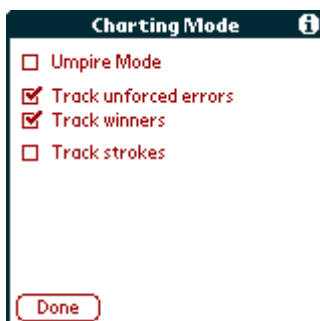 Charting Mode
Umpire Mode
Track unforced errors
Track winners
Track strokes
Done